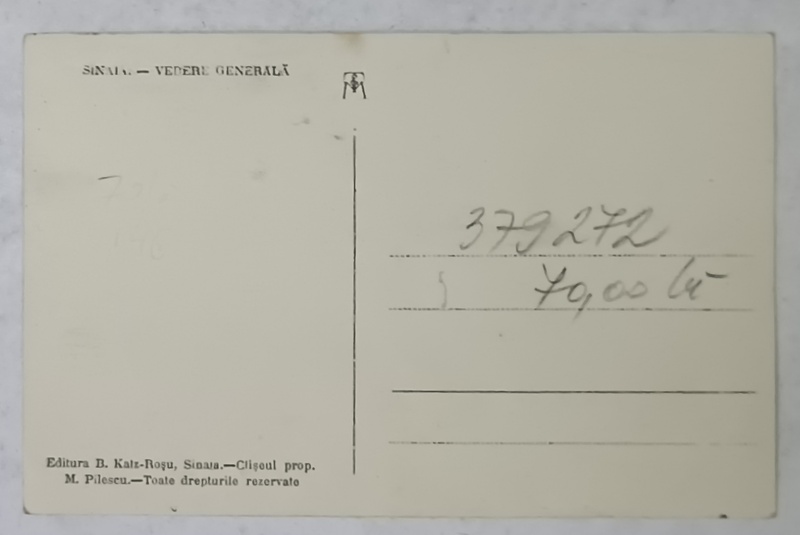 SINAIA. — VEDERE GENERALĂ
379272
70,00 lei
Editura B. Katz-Roşu, Sinaia.—Clişeul prop.
M. Pilescu.—Toate drepturile rezervate